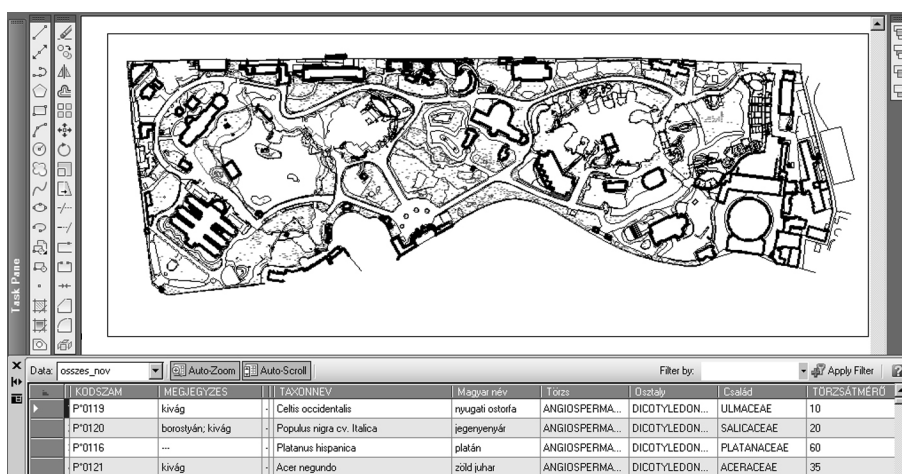 Task Pane
Data: osszes_nov Auto-Zoom Auto-Scroll Filter by: Apply Filter
KODSZAM MEGJEGYZES TAXONNEV Magyar név Törzs Osztaly Család TÖRZSÁTMÉRŐ
P*0119 kivág - Celtis occidentalis nyugati ostorfa ANGIOSPERMA... DICOTYLEDON... ULMACEAE 10
P*0120 borostyán; kivág - Populus nigra cv. Italica jegenyenyár ANGIOSPERMA... DICOTYLEDON... SALICACEAE 20
P*0116 --- - Platanus hispanica platán ANGIOSPERMA... DICOTYLEDON... PLATANACEAE 60
P*0121 kivág - Acer negundo zöld juhar ANGIOSPERMA... DICOTYLEDON... ACERACEAE 35